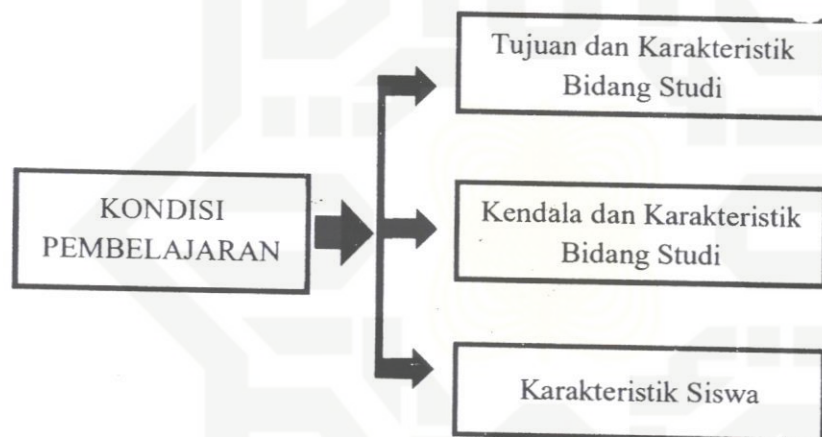 Tujuan dan Karakteristik
Bidang Studi
KONDISI
PEMBELAJARAN
Kendala dan Karakteristik
Bidang Studi
Karakteristik Siswa